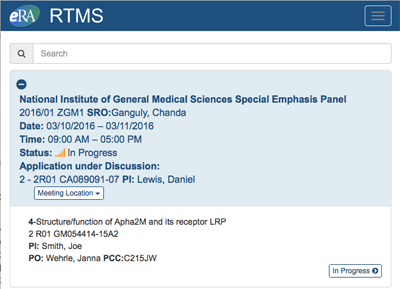 eRA RTMS
Search
National Institute of General Medical Sciences Special Emphasis Panel
2016/01 ZGM1 SRO:Ganguly, Chanda
Date: 03/10/2016 – 03/11/2016
Time: 09:00 AM – 05:00 PM
Status: In Progress
Application under Discussion:
2 - 2R01 CA089091-07 PI: Lewis, Daniel
Meeting Location
4-Structure/function of Apha2M and its receptor LRP
2 R01 GM054414-15A2
PI: Smith, Joe
PO: Wehrle, Janna PCC:C215JW
In Progress